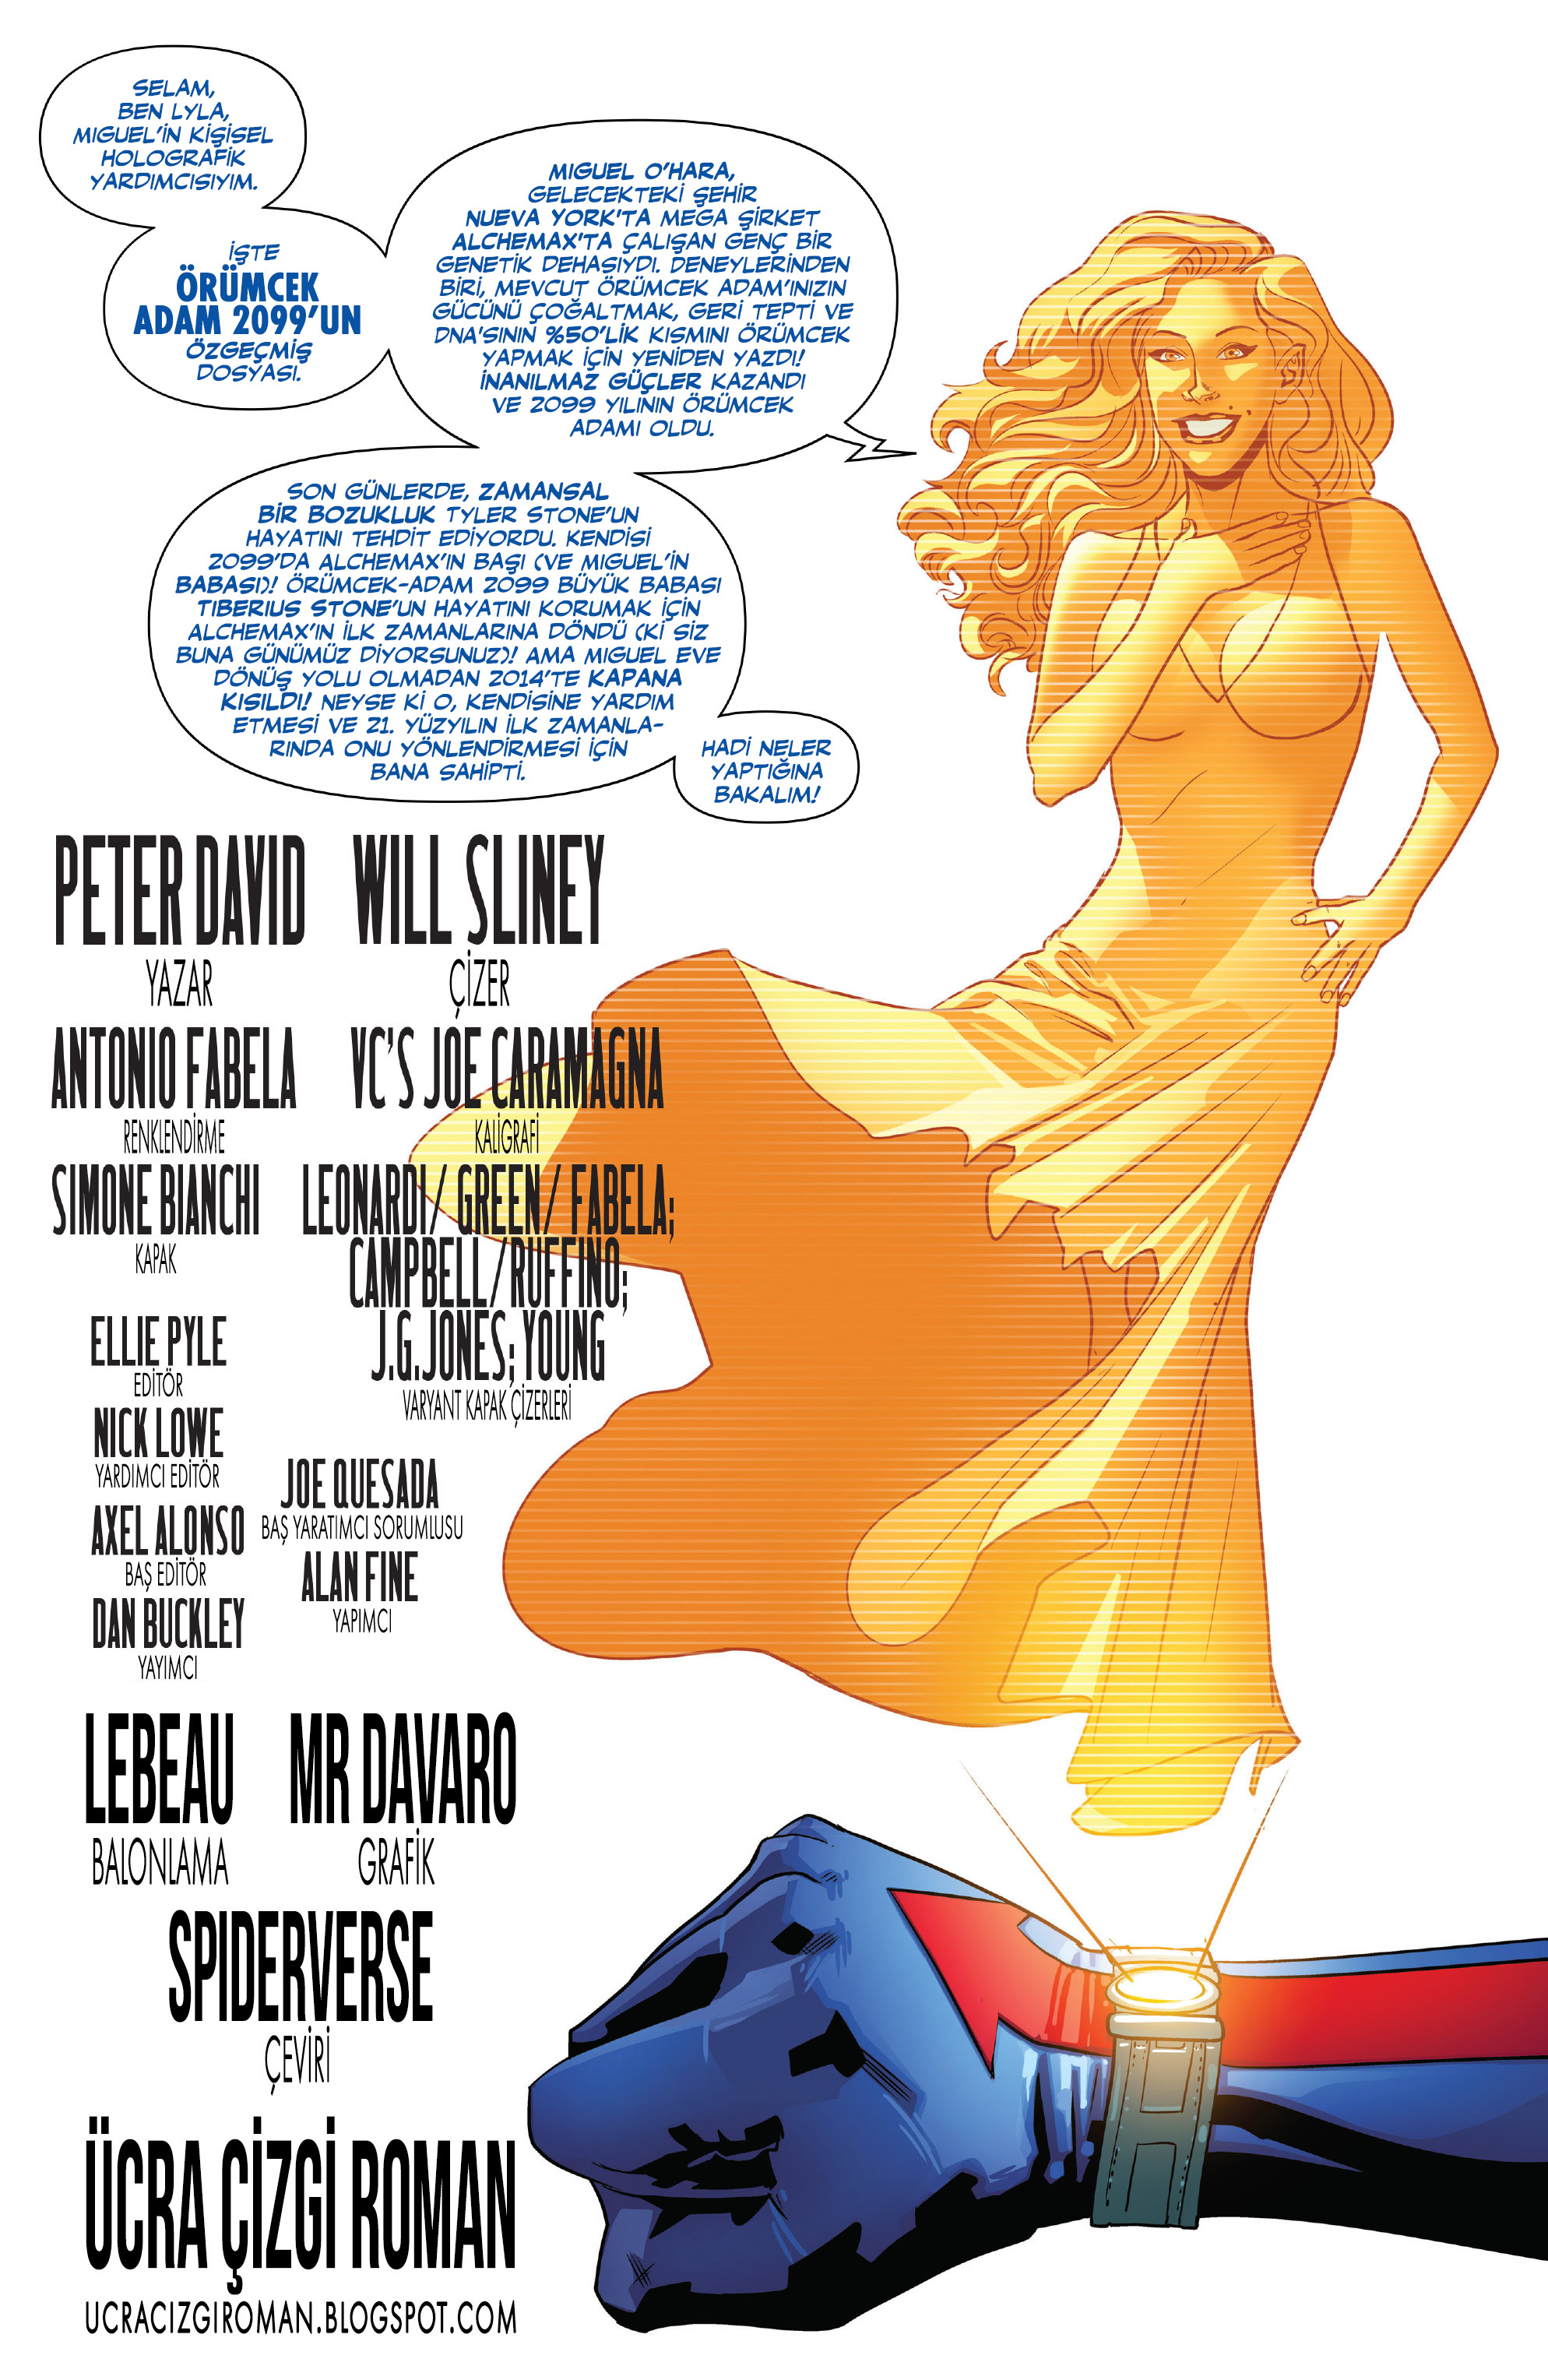 SELAM,
BEN LYLA,
MIGUEL'İN KİŞİSEL
HOLOGRAFİK
YARDIMCISIYIM.
İŞTE
ÖRÜMCEK
ADAM 2099'UN
ÖZGEÇMİŞ
DOSYASI.
MIGUEL O'HARA,
GELECEKTEKİ ŞEHİR
NUEVA YORK'TA MEGA ŞİRKET
ALCHEMAX'TA ÇALIŞAN GENÇ BİR
GENETİK DEHASIYDI. DENEYLERİNDEN
BİRİ, MEVCUT ÖRÜMCEK ADAM'INIZIN
GÜCÜNÜ ÇOĞALTMAK, GERİ TEPTİ VE
DNA'SININ %50'LİK KISMINI ÖRÜMCEK
YAPMAK İÇİN YENİDEN YAZDI!
İNANILMAZ GÜÇLER KAZANDI
VE 2099 YILININ ÖRÜMCEK
ADAMI OLDU.
SON GÜNLERDE, ZAMANSAL
BİR BOZUKLUK TYLER STONE'UN
HAYATINI TEHDİT EDİYORDU. KENDİSİ
2099'DA ALCHEMAX'IN BAŞI (VE MIGUEL'İN
BABASI)! ÖRÜMCEK-ADAM 2099 BÜYÜK BABASI
TIBERIUS STONE'UN HAYATINI KORUMAK İÇİN
ALCHEMAX'IN İLK ZAMANLARINA DÖNDÜ (Kİ SİZ
BUNA GÜNÜMÜZ DİYORSUNUZ)! AMA MIGUEL EVE
DÖNÜŞ YOLU OLMADAN 2014'TE KAPANA
KISILDI! NEYSE Kİ O, KENDİSİNE YARDIM
ETMESİ VE 21. YÜZYILIN İLK ZAMANLA-
RINDA ONU YÖNLENDİRMESİ İÇİN
BANA SAHİPTİ.
HADİ NELER
YAPTIĞINA
BAKALIM!
PETER DAVID
YAZAR
WILL SLINEY
ÇİZER
ANTONIO FABELA
RENKLENDİRME
VC'S JOE CARAMAGNA
KALİGRAFİ
SIMONE BIANCHI
KAPAK
LEONARDI/ GREEN/ FABELA;
CAMPBELL/RUFFINO;
J.G.JONES; YOUNG
VARYANT KAPAK ÇİZERLERİ
ELLIE PYLE
EDİTÖR
NICK LOWE
YARDIMCI EDİTÖR
AXEL ALONSO
BAŞ EDİTÖR
DAN BUCKLEY
YAYIMCI
JOE QUESADA
BAŞ YARATIMCI SORUMLUSU
ALAN FINE
YAPIMCI
LEBEAU
BALONLAMA
MR DAVARO
GRAFİK
SPIDERVERSE
ÇEVİRİ
ÜCRA ÇİZGİ ROMAN
UCRACIZGIROMAN.BLOGSPOT.COM